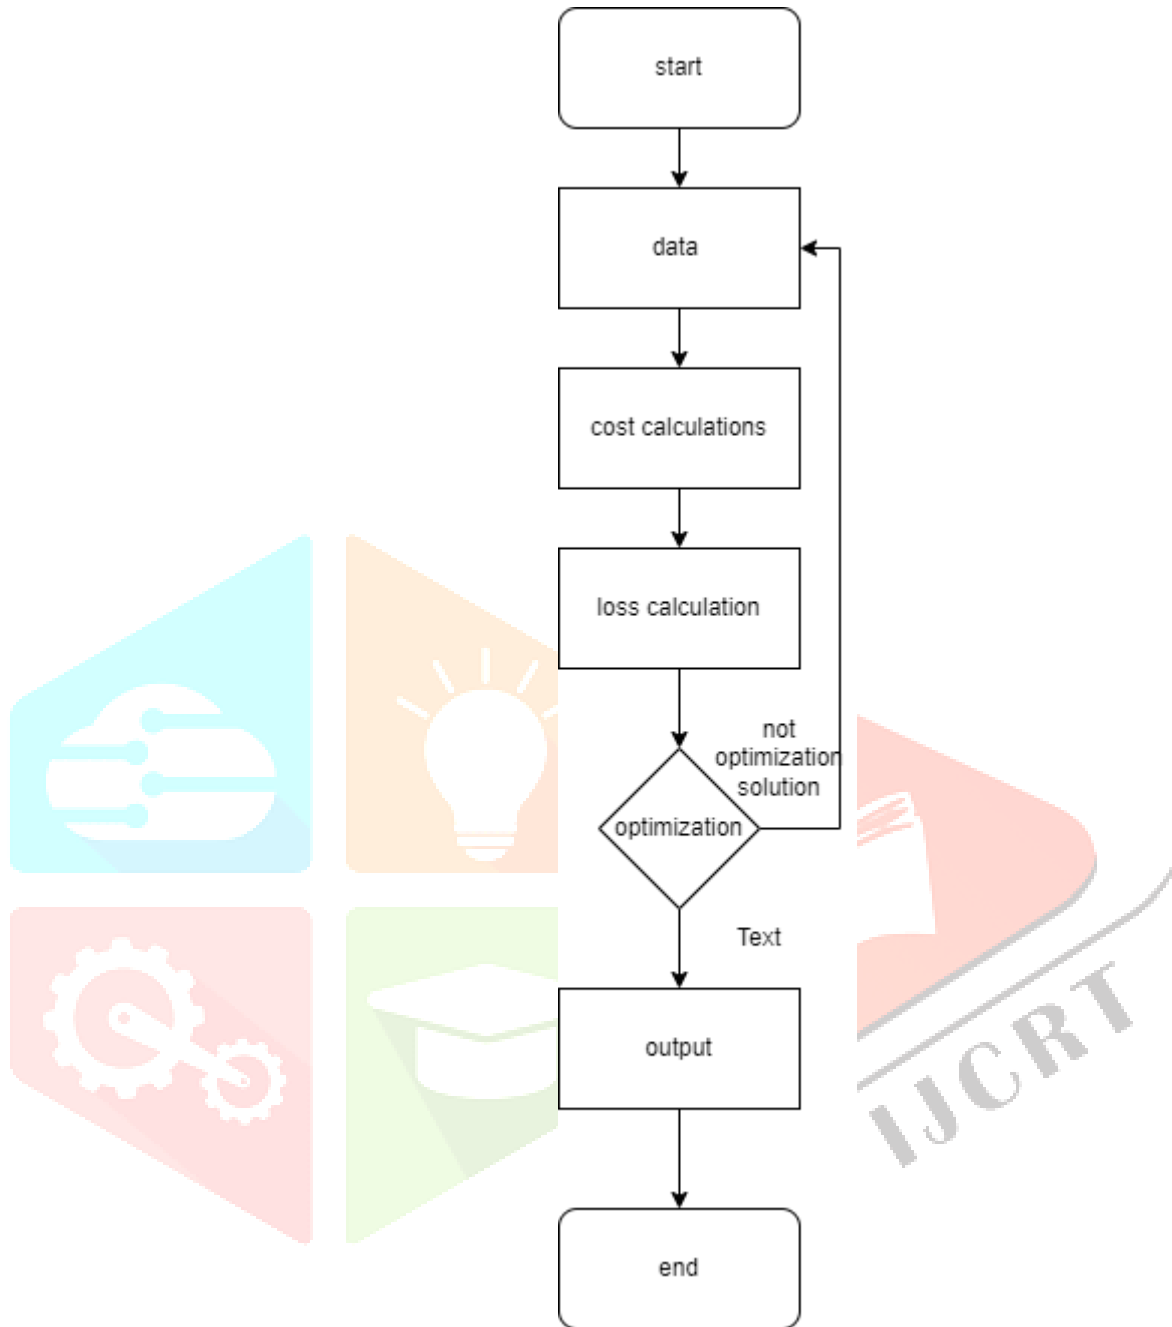 start
data
cost calculations
loss calculation
not
optimization
solution
optimization
Text
output
IJCRT
end